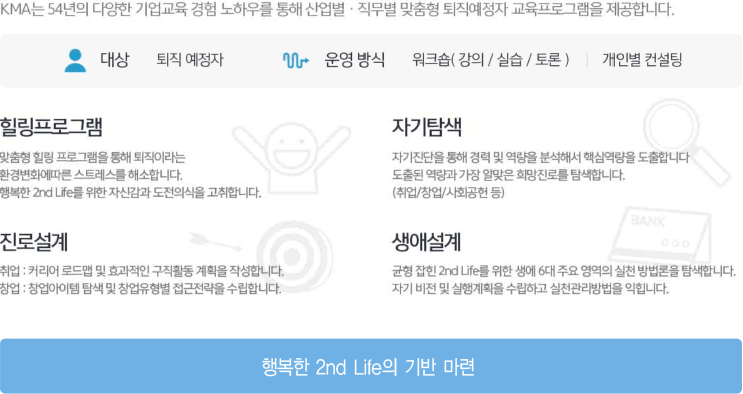 KMA는 54년의 다양한 기업교육 경험 노하우를 통해 산업별 · 직무별 맞춤형 퇴직예정자 교육프로그램을 제공합니다.
대상 퇴직 예정자 운영 방식 워크숍( 강의 / 실습 / 토론 ) | 개인별 컨설팅
힐링프로그램
맞춤형 힐링 프로그램을 통해 퇴직이라는
환경변화에따른 스트레스를 해소합니다.
행복한 2nd Life를 위한 자신감과 도전의식을 고취합니다.
자기탐색
자기진단을 통해 경력 및 역량을 분석해서 핵심역량을 도출합니다
도출된 역량과 가장 알맞은 희망진로를 탐색합니다.
(취업/창업/사회공헌 등)
진로설계
취업 : 커리어 로드맵 및 효과적인 구직활동 계획을 작성합니다.
창업 : 창업아이템 탐색 및 창업유형별 접근전략을 수립합니다.
BANK
생애설계
균형 잡힌 2nd Life를 위한 생에 6대 주요 영역의 실천 방법론을 탐색합니다.
자기 비전 및 실행계획을 수립하고 실천관리방법을 익힙니다.
행복한 2nd Life의 기반 마련